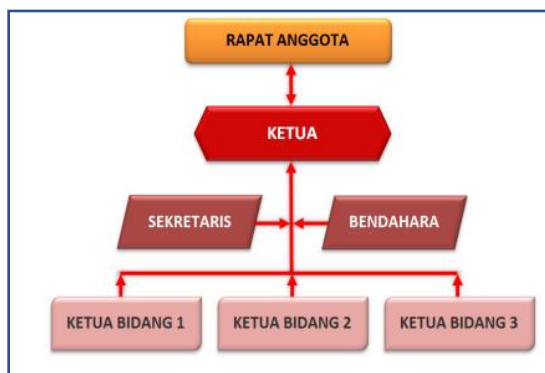 RAPAT ANGGOTA
KETUA
SEKRETARIS
BENDAHARA
KETUA BIDANG 1
KETUA BIDANG 2
KETUA BIDANG 3